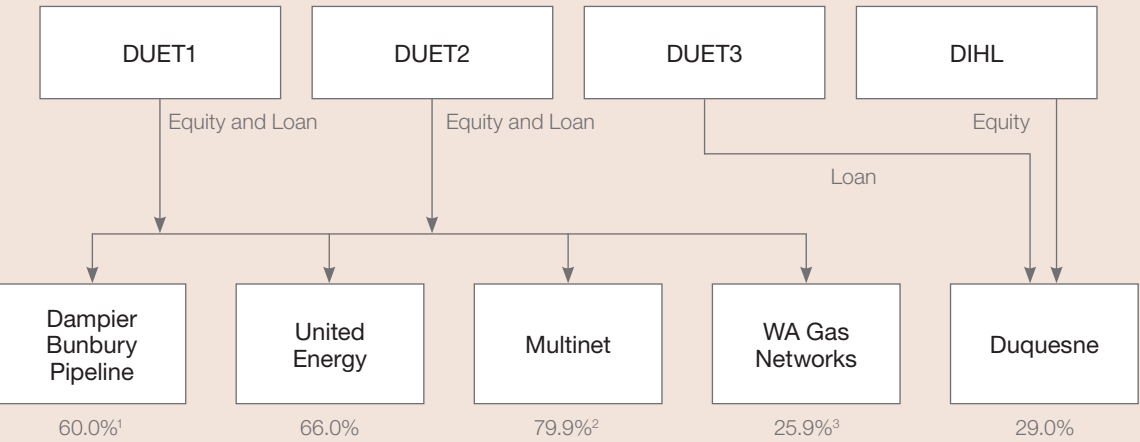 DUET1
DUET2
DUET3
DIHL
Equity and Loan
Equity and Loan
Equity
Loan
Dampier
Bunbury
Pipeline
United
Energy
Multinet
WA Gas
Networks
Duquesne
60.0%¹
66.0%
79.9%²
25.9%³
29.0%